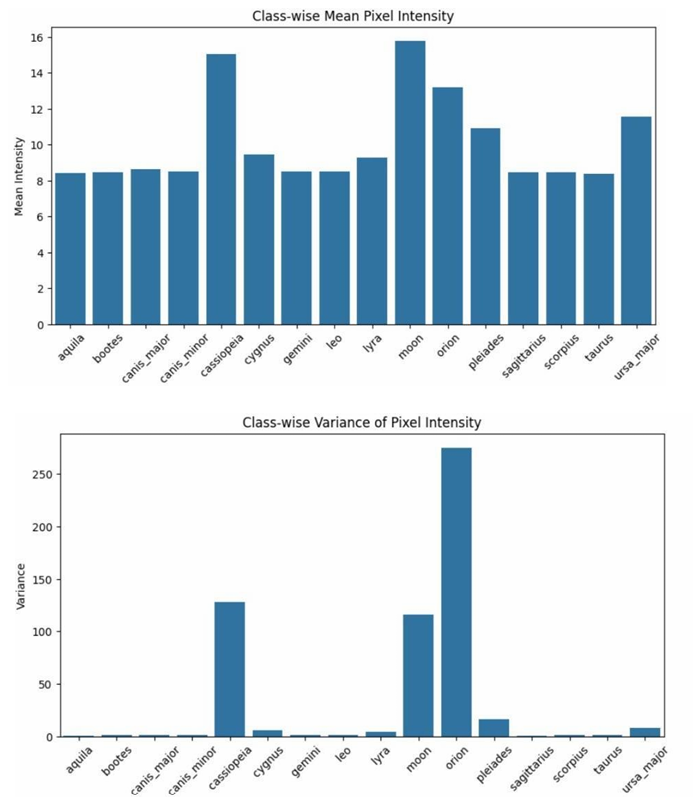 Class-wise Mean Pixel Intensity
16
14
12
10
8
6
4
2
0
Mean Intensity
aquila
bootes
canis_major
canis_minor
cassiopeia
cygnus
gemini
leo
lyra
moon
orion
pleiades
sagittarius
scorpius
taurus
ursa_major
Class-wise Variance of Pixel Intensity
250
200
150
100
50
0
Variance
aquila
bootes
canis_major
canis_minor
cassiopeia
cygnus
gemini
leo
lyra
moon
orion
pleiades
sagittarius
scorpius
taurus
ursa_major